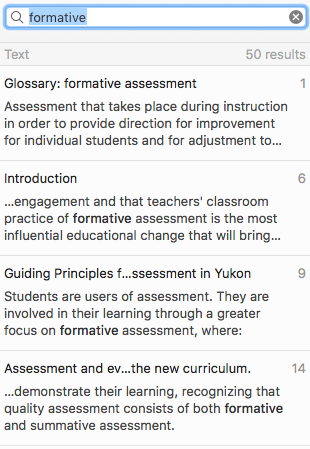 formative
Text 50 results
Glossary: formative assessment 1
Assessment that takes place during instruction
in order to provide direction for improvement
for individual students and for adjustment to...
Introduction 6
...engagement and that teachers' classroom
practice of formative assessment is the most
influential educational change that will bring...
Guiding Principles f...ssessment in Yukon 9
Students are users of assessment. They are
involved in their learning through a greater
focus on formative assessment, where:
Assessment and ev...the new curriculum. 14
...demonstrate their learning, recognizing that
quality assessment consists of both formative
and summative assessment.